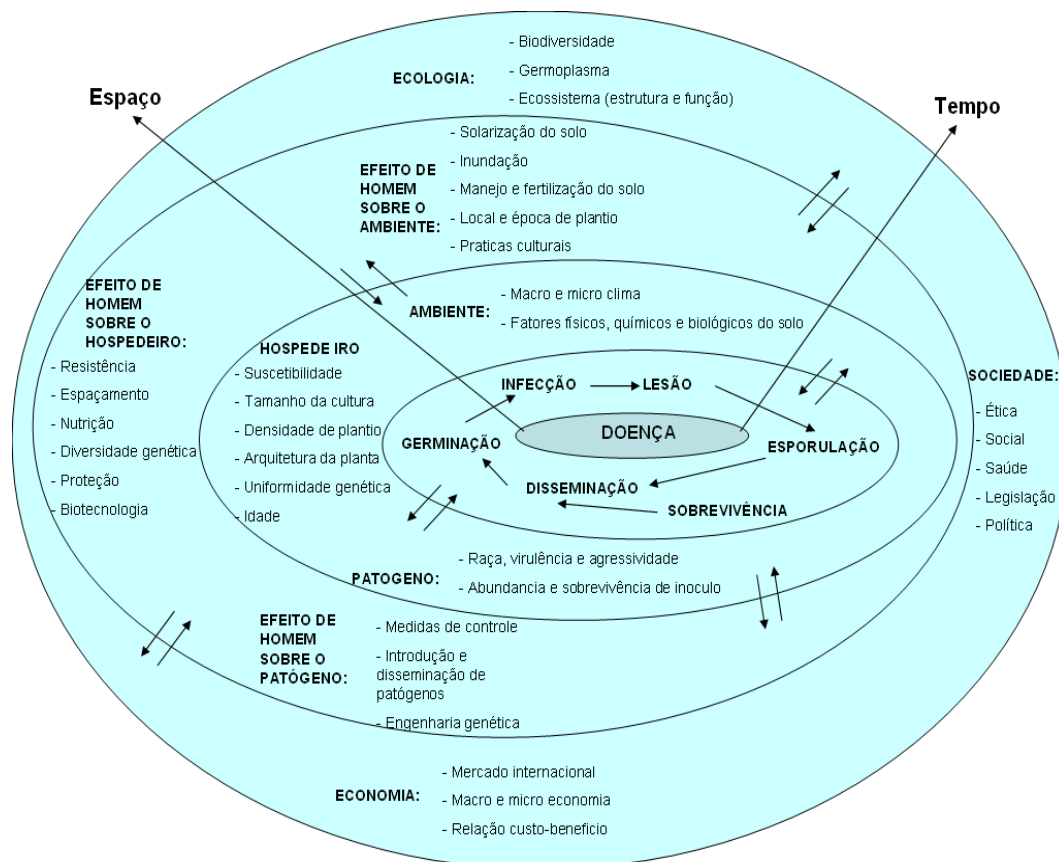 - Biodiversidade
ECOLOGIA:
- Germoplasma
- Ecossistema (estrutura e função)
Espaço
Tempo
- Solarização do solo
EFEITO DE
HOMEM
SOBRE O
AMBIENTE:
- Inundação
- Manejo e fertilização do solo
- Local e época de plantio
- Praticas culturais
EFEITO DE
HOMEM
SOBRE O
HOSPEDEIRO:
- Resistência
- Espaçamento
- Nutrição
- Diversidade genética
- Proteção
- Biotecnologia
AMBIENTE:
- Macro e micro clima
- Fatores físicos, químicos e biológicos do solo
HOSPEDE IRO
- Suscetibilidade
- Tamanho da cultura
- Densidade de plantio
- Arquitetura da planta
- Uniformidade genética
- Idade
INFECÇÃO
LESÃO
GERMINAÇÃO
DOENÇA
ESPORULAÇÃO
DISSEMINAÇÃO
SOBREVIVÊNCIA
SOCIEDADE:
- Ética
- Social
- Saúde
- Legislação
- Política
PATOGENO:
- Raça, virulência e agressividade
- Abundancia e sobrevivência de inoculo
EFEITO DE
HOMEM
SOBRE O
PATÓGENO:
- Medidas de controle
- Introdução e
disseminação de
patógenos
- Engenharia genética
ECONOMIA:
- Mercado internacional
- Macro e micro economia
- Relação custo-beneficio